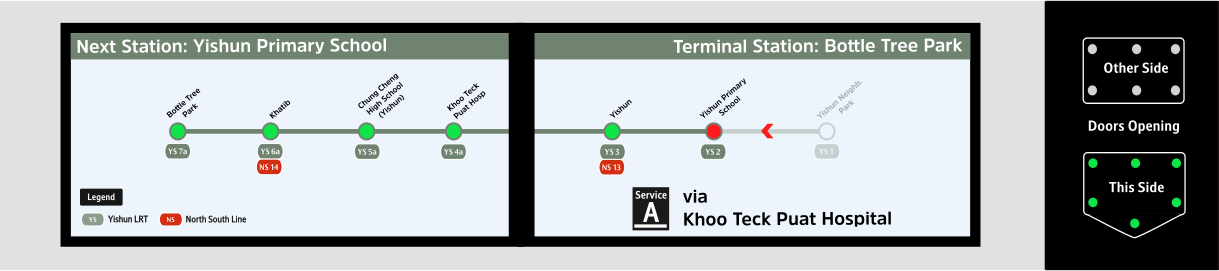 Next Station: Yishun Primary School
Terminal Station: Bottle Tree Park
Bottle Tree
Park
Khatib
Chung Cheng
High School
(Yishun)
Khoo Teck
Puat Hosp
Yishun
Yishun Primary
School
Yishun Neighb.
Park
YS 7a
YS 6a
YS 5a
YS 4a
YS 3
YS 2
YS 1
NS 14
NS 13
Legend
YS Yishun LRT
NS North South Line
Service
A
via
Khoo Teck Puat Hospital
Other Side
Doors Opening
This Side